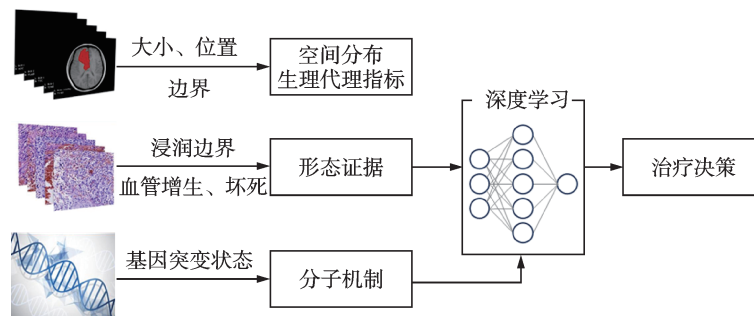 大小、位置
边界
空间分布
生理代理指标
浸润边界
血管增生、坏死
形态证据
深度学习
治疗决策
基因突变状态
分子机制